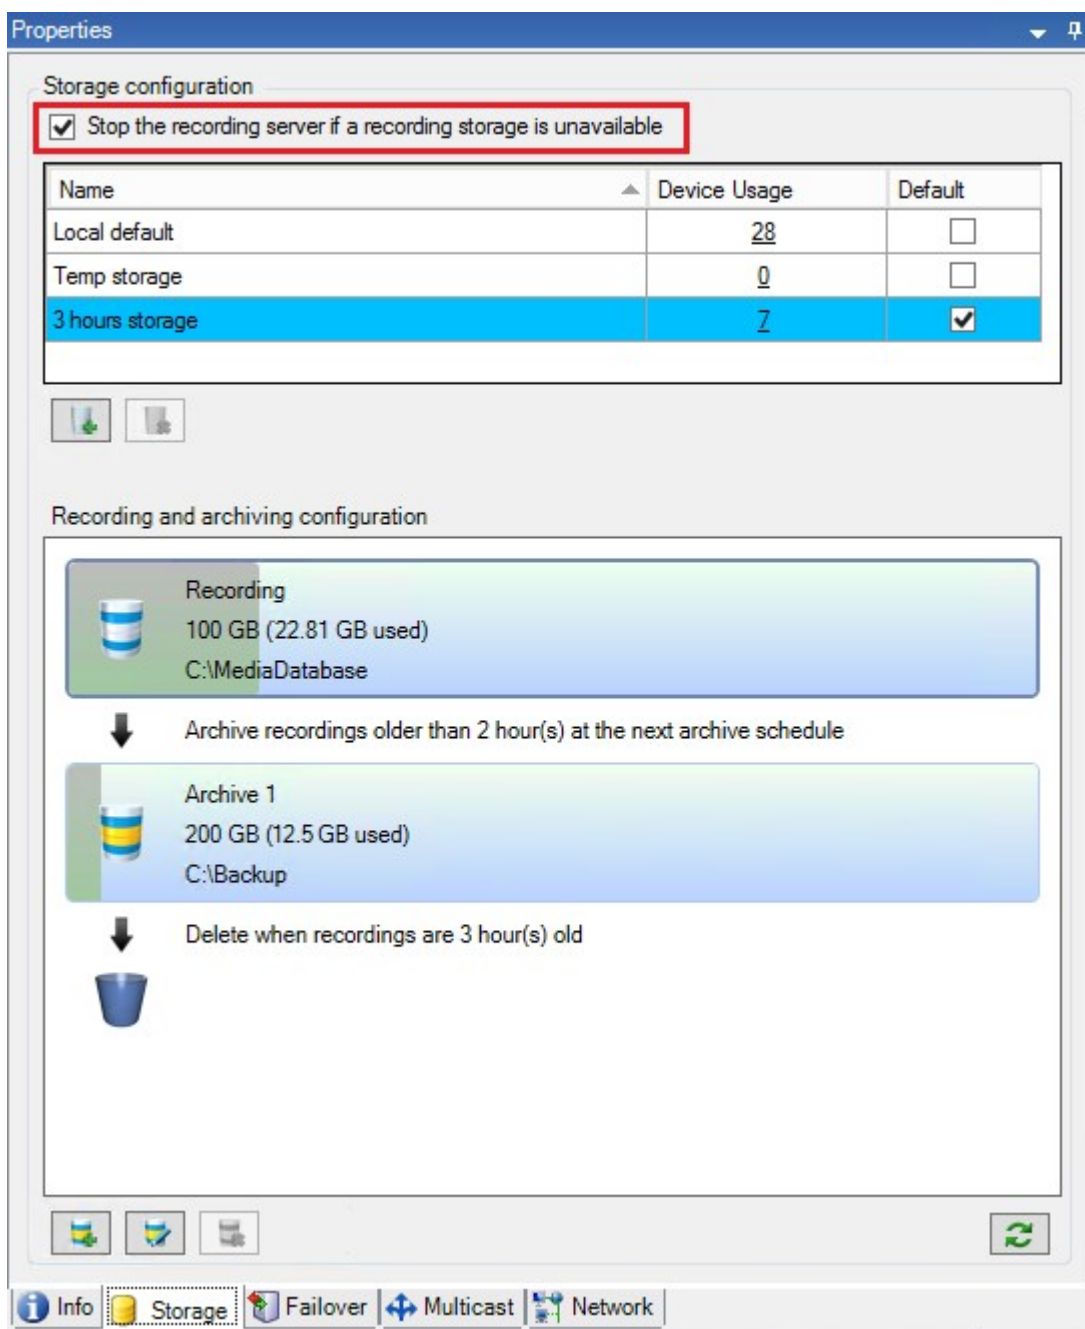 Properties
Storage configuration
Stop the recording server if a recording storage is unavailable
Name Device Usage Default
Local default 28
Temp storage 0
3 hours storage 7
Recording and archiving configuration
Recording
100 GB (22.81 GB used)
C:\MediaDatabase
Archive recordings older than 2 hour(s) at the next archive schedule
Archive 1
200 GB (12.5 GB used)
C:\Backup
Delete when recordings are 3 hour(s) old
Info Storage Failover Multicast Network